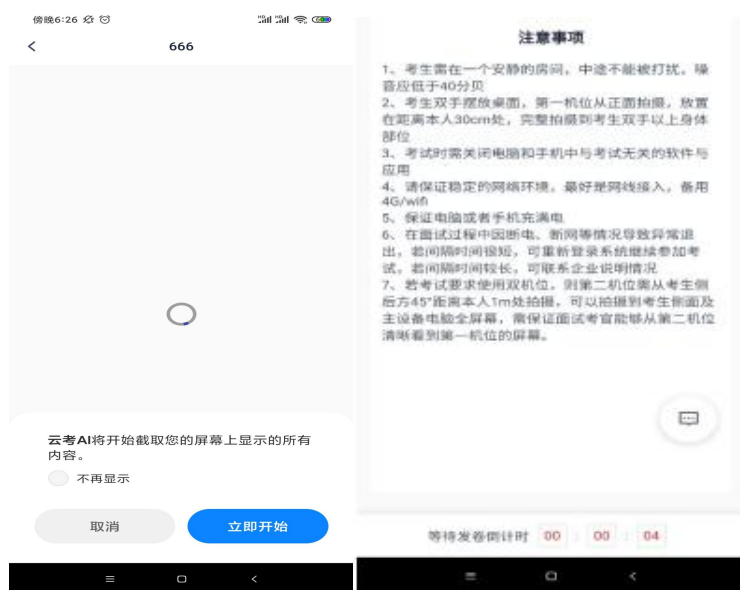 傍晚6:26
666
云考AI将开始截取您的屏幕上显示的所有
内容。
不再显示
取消
立即开始
注意事项
1、考生需在一个安静的房间，中途不能被打扰。噪
音应低于40分贝
2、考生双手摆放桌面，第一机位从正面拍摄，放置
在距离本人30cm处，完整拍摄到考生双手以上身体
部位
3、考试时需关闭电脑和手机中与考试无关的软件与
应用
4、请保证稳定的网络环境，最好是网线接入，备用
4G/wifi
5、保证电脑或者手机充满电
6、在面试过程中因断电、断网等情况导致异常退
出，若间隔时间很短，可重新登录系统继续参加考
试，若间隔时间较长，可联系企业说明情况
7、若考试要求使用双机位，则第二机位需从考生侧
后方45°距离本人1m处拍摄，可以拍摄到考生侧面及
主设备电脑全屏幕，需保证面试考官能够从第二机位
清晰看到第一机位的屏幕。
等待发卷倒计时 00 : 00 : 04